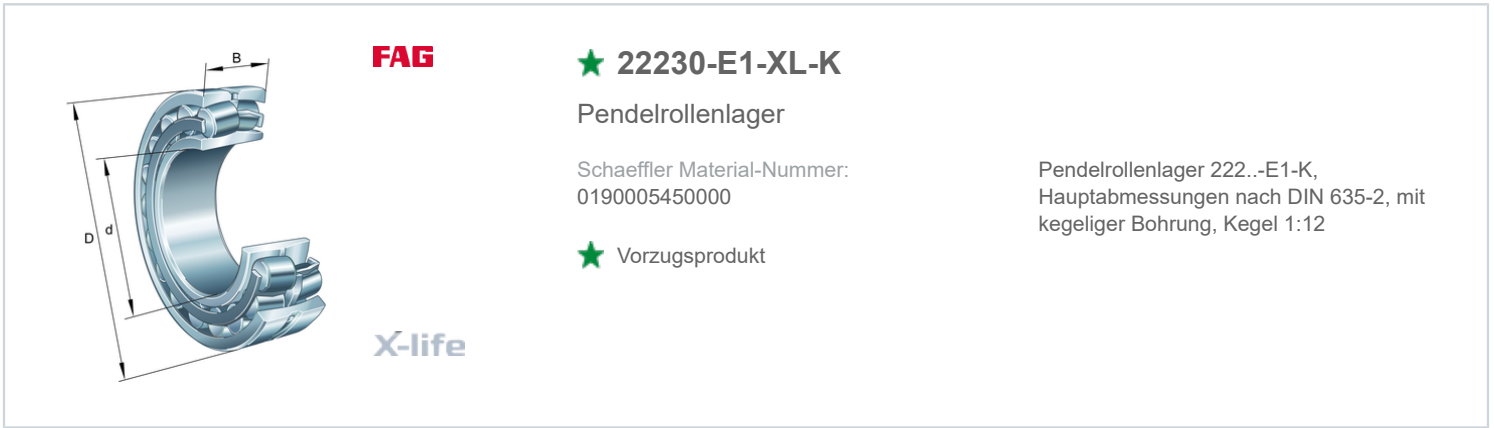 B
D
d
FAG
X-life
22230-E1-XL-K
Pendelrollenlager
Schaeffler Material-Nummer:
0190005450000
Vorzugsprodukt
Pendelrollenlager 222..-E1-K,
Hauptabmessungen nach DIN 635-2, mit
kegeliger Bohrung, Kegel 1:12